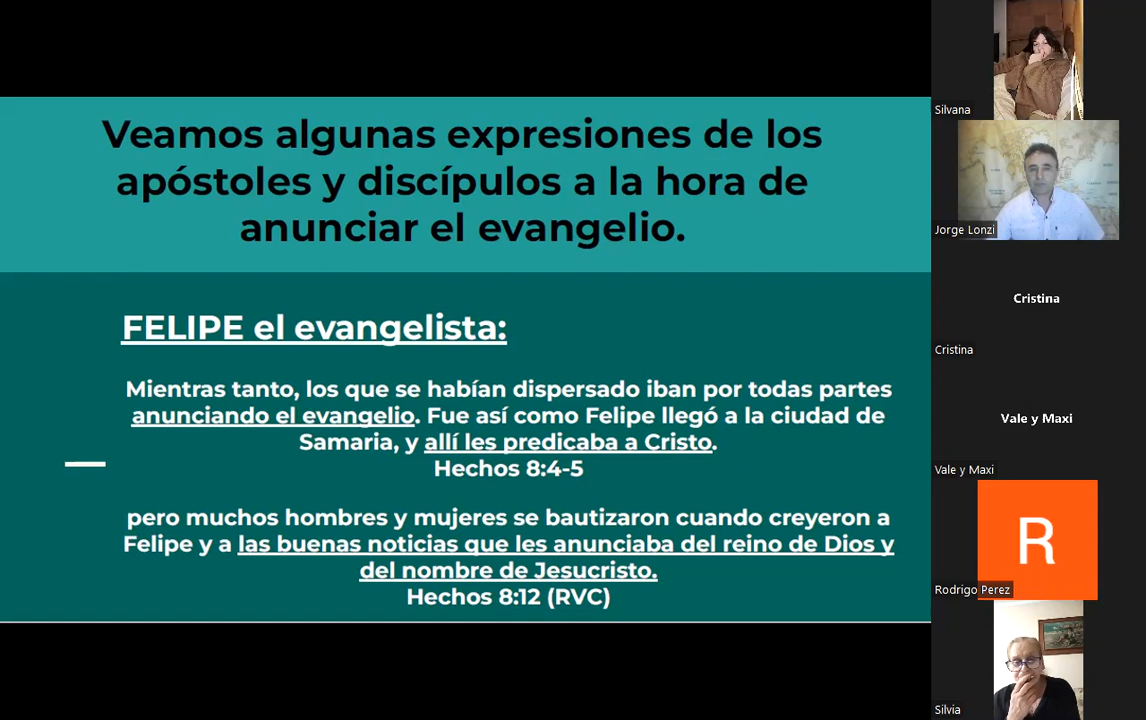 Veamos algunas expresiones de los
apóstoles y discípulos a la hora de
anunciar el evangelio.
FELIPE el evangelista:
Mientras tanto, los que se habían dispersado iban por todas partes
anunciando el evangelio. Fue así como Felipe llegó a la ciudad de
Samaria, y allí les predicaba a Cristo.
Hechos 8:4-5
pero muchos hombres y mujeres se bautizaron cuando creyeron a
Felipe y a las buenas noticias que les anunciaba del reino de Dios y
del nombre de Jesucristo.
Hechos 8:12 (RVC)
Silvana
Jorge Lonzi
Cristina
Cristina
Vale y Maxi
Vale y Maxi
R
Rodrigo Perez
Silvia